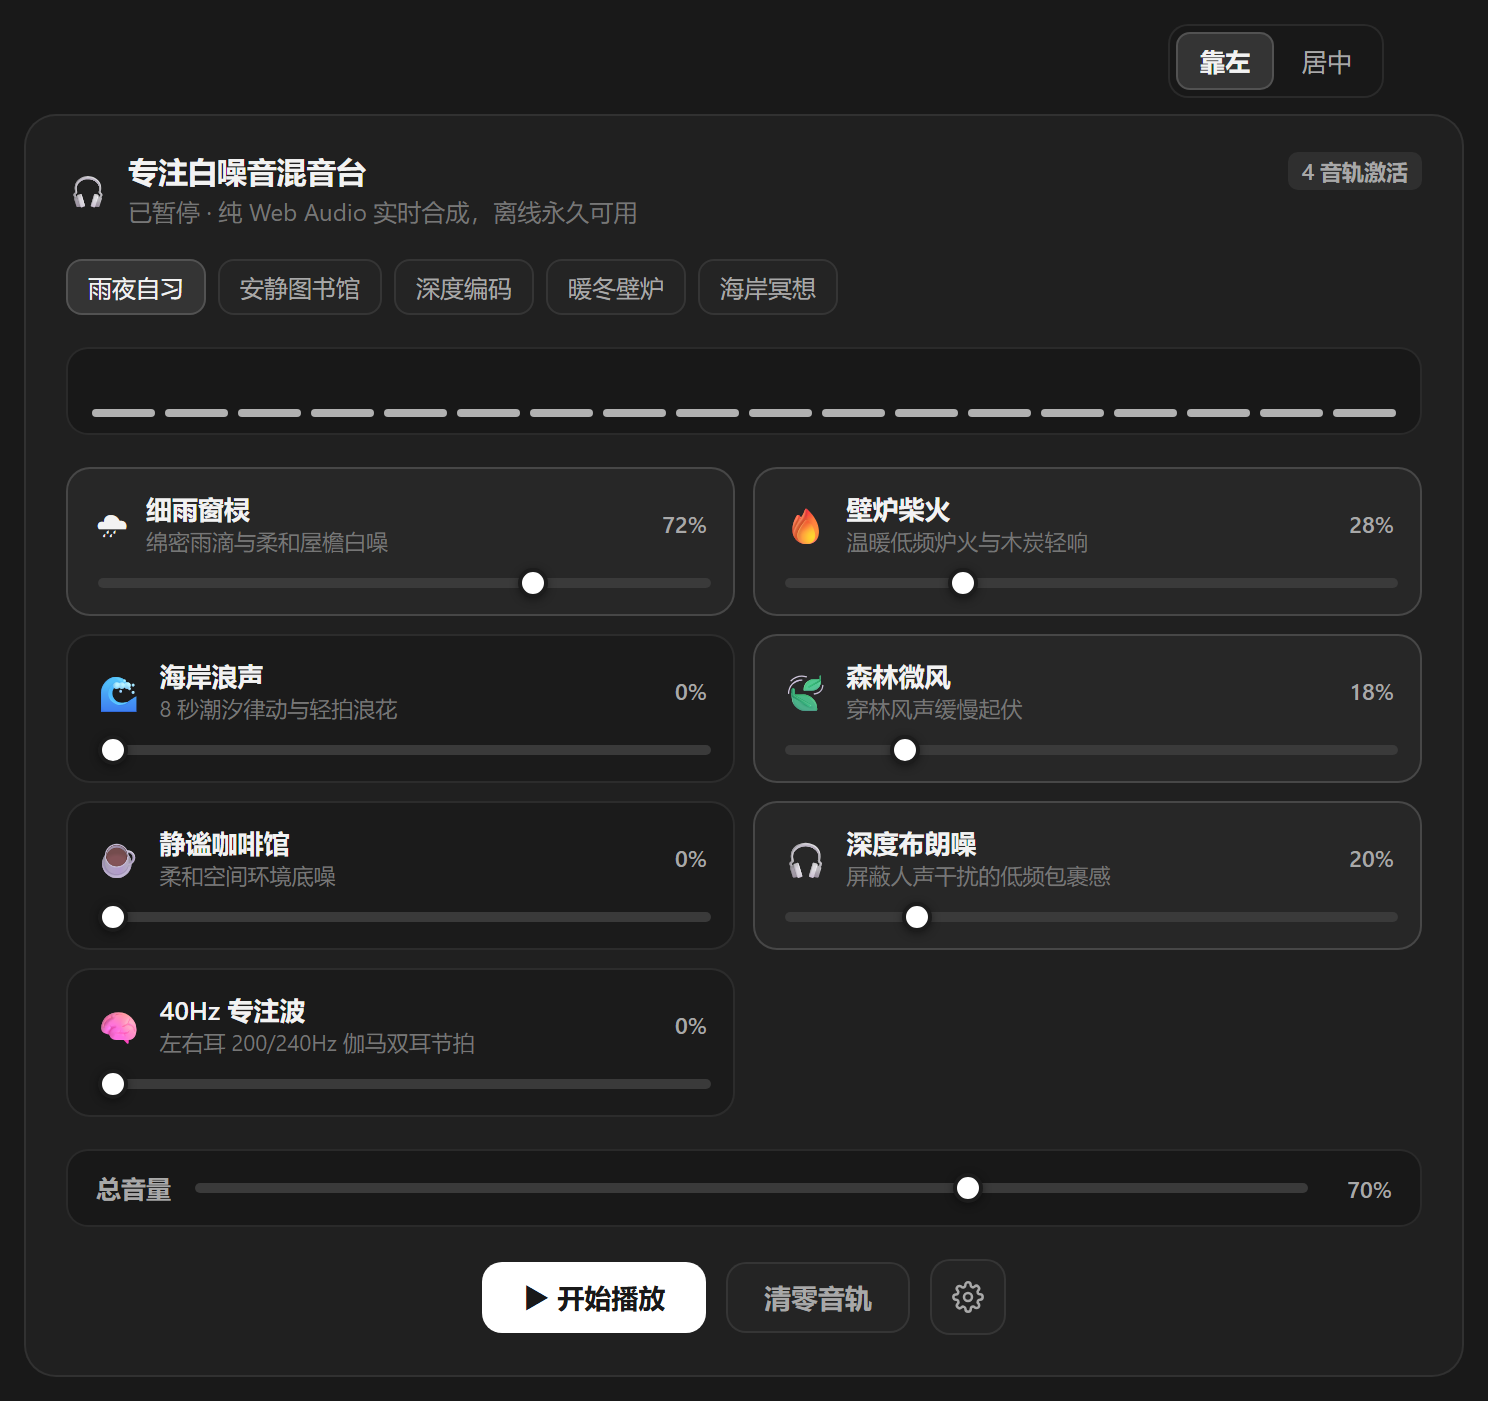 靠左 居中
专注白噪音混音台
4 音轨激活
已暂停 · 纯 Web Audio 实时合成，离线永久可用
雨夜自习 安静图书馆 深度编码 暖冬壁炉 海岸冥想
细雨窗棂
绵密雨滴与柔和屋檐白噪
72%
壁炉柴火
温暖低频炉火与木炭轻响
28%
海岸浪声
8 秒潮汐律动与轻拍浪花
0%
森林微风
穿林风声缓慢起伏
18%
静谧咖啡馆
柔和空间环境底噪
0%
深度布朗噪
屏蔽人声干扰的低频包裹感
20%
40Hz 专注波
左右耳 200/240Hz 伽马双耳节拍
0%
总音量 70%
▶ 开始播放 清零音轨